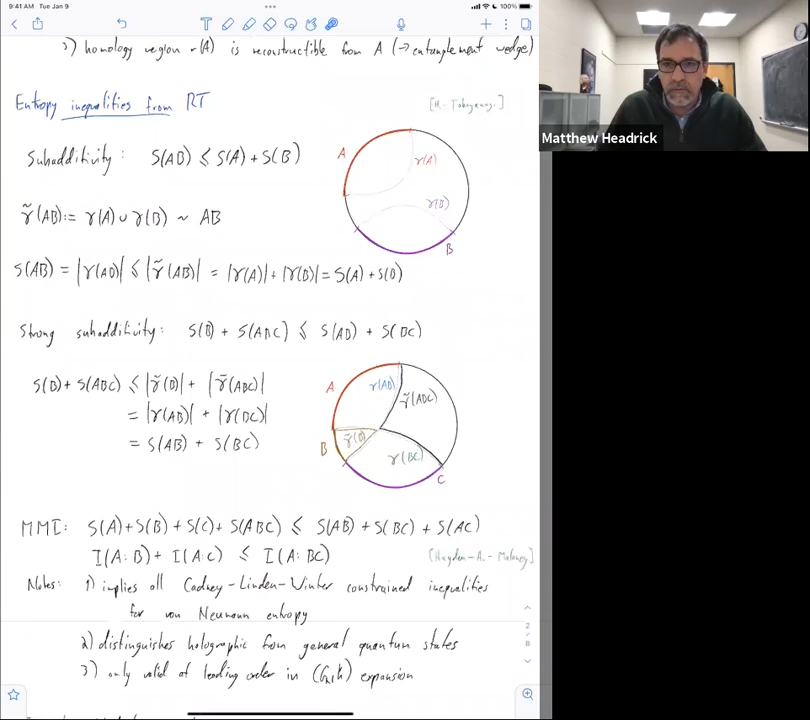 9:41 AM Tue Jan 9
100%
3) homology region r(A) is reconstructible from A (→ entanglement wedge)
Entropy inequalities from RT
[H.-Takayanagi]
Subadditivity: S(AB) ≤ S(A) + S(B)
A
γ(A)
γ(B)
B
γ̃(AB) := γ(A) ∪ γ(B) ~ AB
S(AB) = |γ(AB)| ≤ |γ̃(AB)| = |γ(A)| + |γ(B)| = S(A) + S(B)
Strong subadditivity: S(B) + S(ABC) ≤ S(AB) + S(BC)
S(B) + S(ABC) ≤ |γ̃(B)| + |γ̃(ABC)|
= |γ(AB)| + |γ(BC)|
= S(AB) + S(BC)
A
γ(AB)
γ̃(ABC)
B
γ̃(B)
γ(BC)
C
MMI: S(A) + S(B) + S(C) + S(ABC) ≤ S(AB) + S(BC) + S(AC)
I(A:B) + I(A:C) ≤ I(A:BC)
[Hayden-H.-Maloney]
Notes: 1) implies all Cadney-Linden-Winter constrained inequalities
for von Neumann entropy
2) distinguishes holographic from general quantum states
3) only valid at leading order in (G_N ħ) expansion
2
8
Matthew Headrick